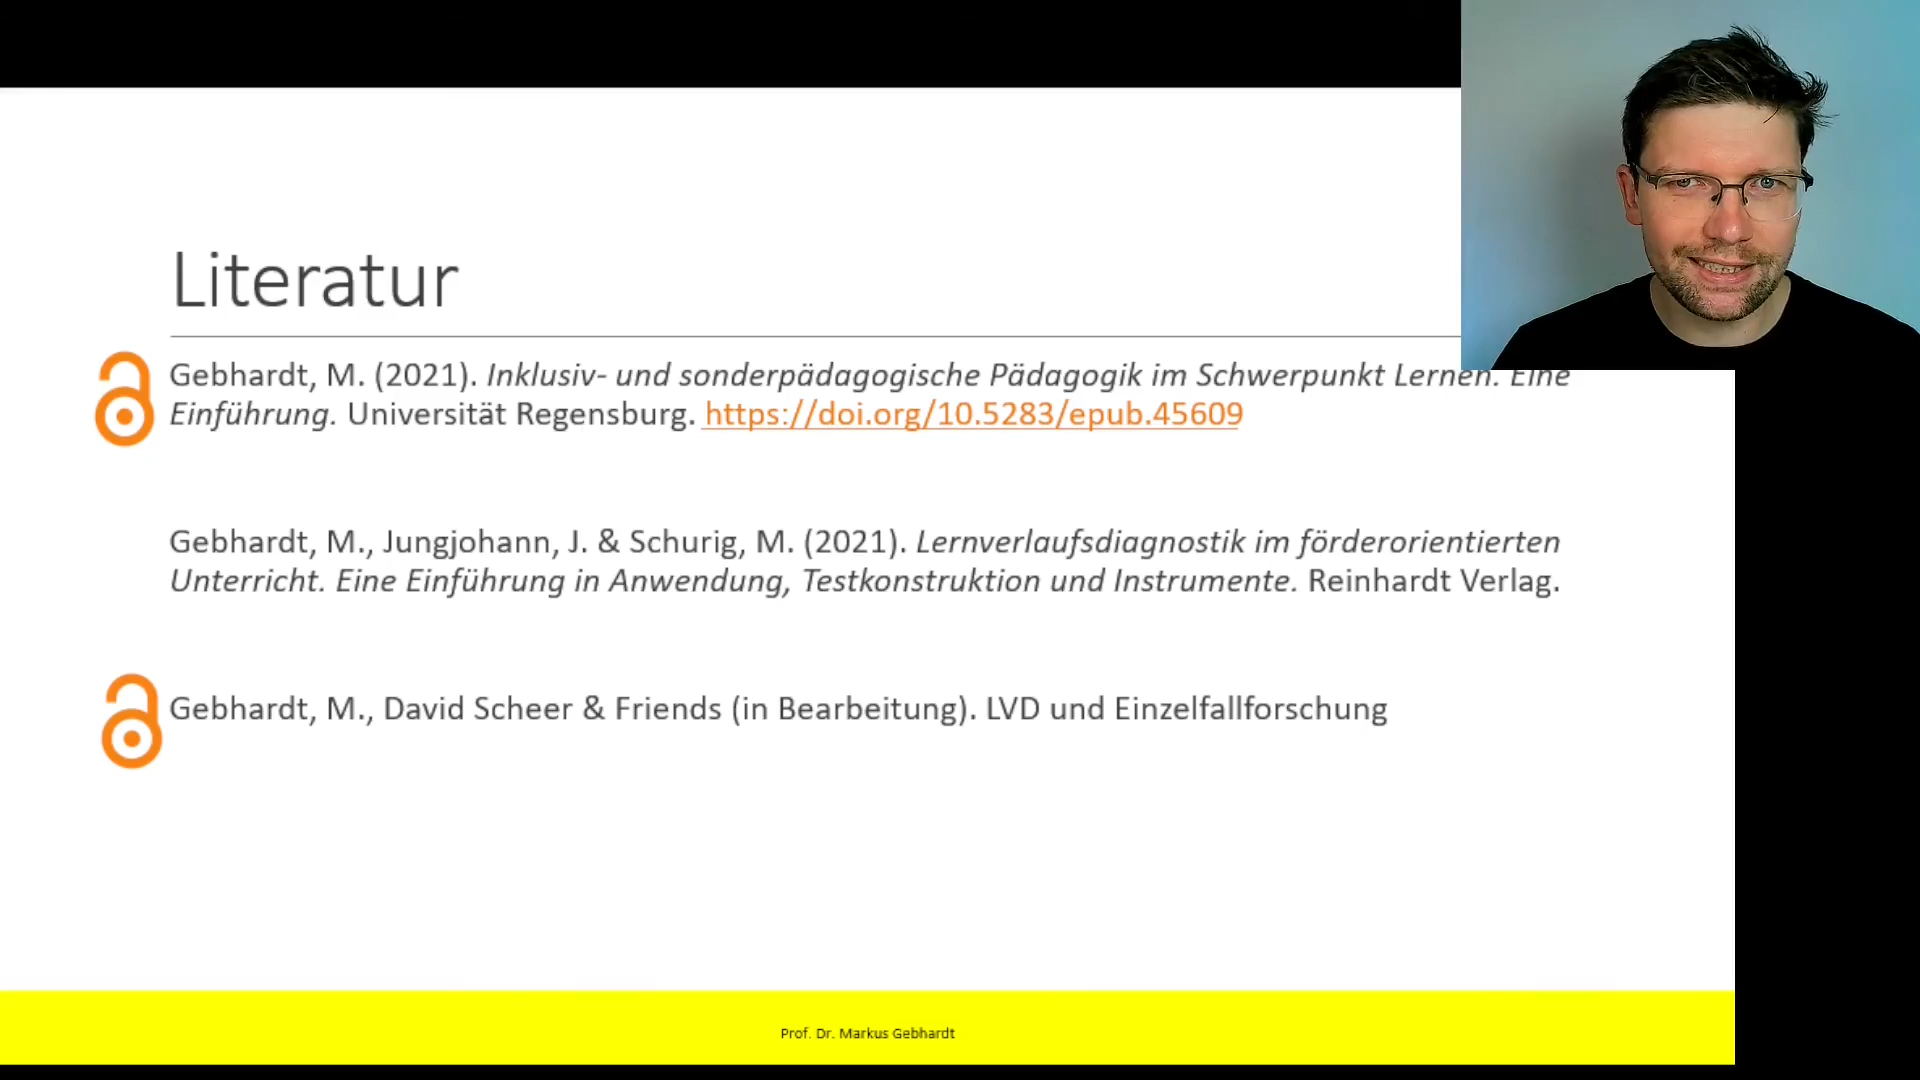 Literatur
Gebhardt, M. (2021). Inklusiv- und sonderpädagogische Pädagogik im Schwerpunkt Lernen. Eine
Einführung. Universität Regensburg. https://doi.org/10.5283/epub.45609
Gebhardt, M., Jungjohann, J. & Schurig, M. (2021). Lernverlaufsdiagnostik im förderorientierten
Unterricht. Eine Einführung in Anwendung, Testkonstruktion und Instrumente. Reinhardt Verlag.
Gebhardt, M., David Scheer & Friends (in Bearbeitung). LVD und Einzelfallforschung
Prof. Dr. Markus Gebhardt